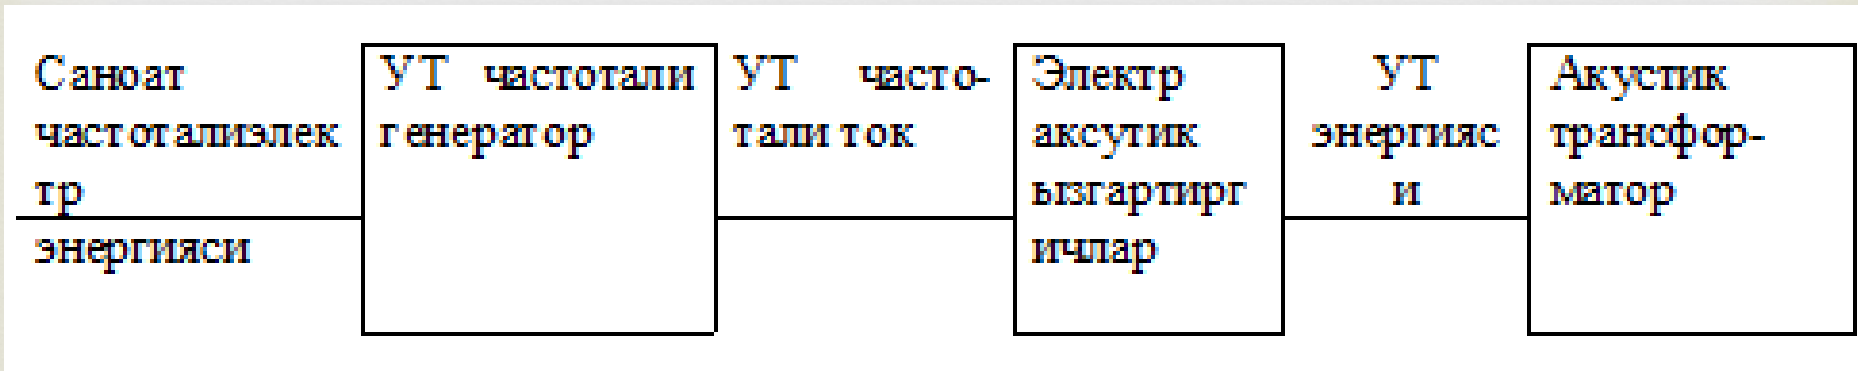 Саноат
частоталиэлек
тр
энергияси
УТ частотали
генератор
УТ часто-
тали ток
Электр
аксутик
ызгартирг
ичлар
УТ
энергияс
и
Акустик
трансфор-
матор